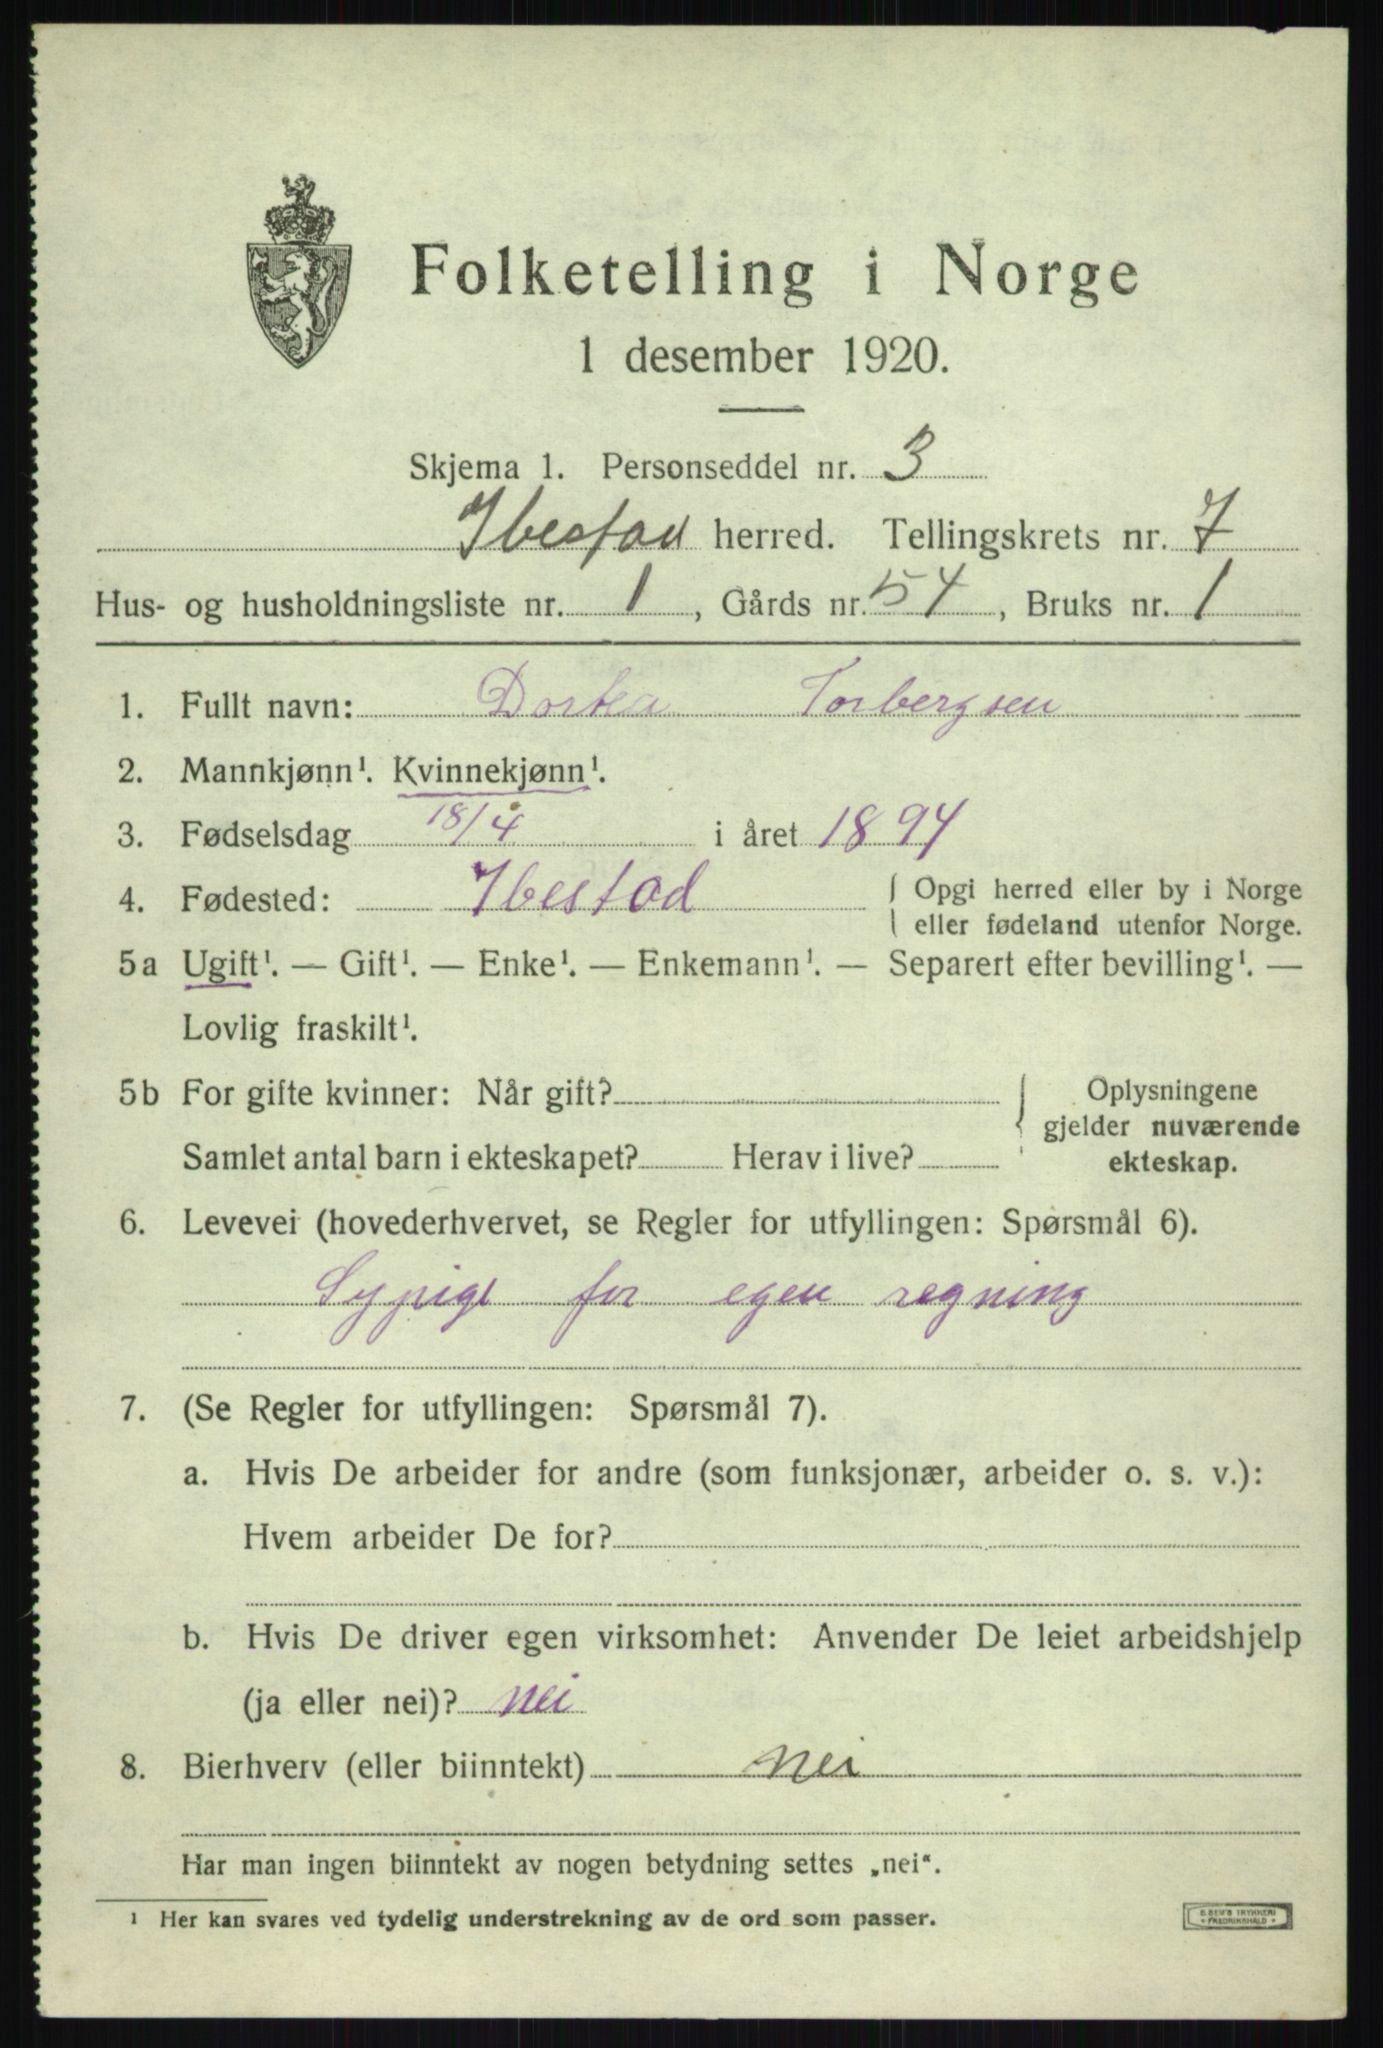 Folketelling i Norge
1 desember 1920.
Skjema 1. Personseddel nr. 3
Ibestad herred. Tellingskrets nr. 7
Hus- og husholdningsliste nr. 1, Gårds nr. 54, Bruks nr. 1
1. Fullt navn: Dortea Torbergsen
2. Mannkjønn¹. Kvinnekjønn¹.
3. Fødselsdag 18/4 i året 1894
4. Fødested: Ibestad { Opgi herred eller by i Norge
eller fødeland utenfor Norge.
5a Ugift¹. — Gift¹. — Enke¹. — Enkemann¹. — Separert efter bevilling¹. —
Lovlig fraskilt¹.
5b For gifte kvinner: Når gift? } Oplysningene
gjelder nuværende
Samlet antal barn i ekteskapet? Herav i live? ekteskap.
6. Levevei (hovederhvervet, se Regler for utfyllingen: Spørsmål 6).
Sypige for egen regning
7. (Se Regler for utfyllingen: Spørsmål 7).
a. Hvis De arbeider for andre (som funksjonær, arbeider o. s. v.):
Hvem arbeider De for?
b. Hvis De driver egen virksomhet: Anvender De leiet arbeidshjelp
(ja eller nei)? nei
8. Bierhverv (eller biinntekt) nei
Har man ingen biinntekt av nogen betydning settes „nei“.
¹ Her kan svares ved tydelig understrekning av de ord som passer.